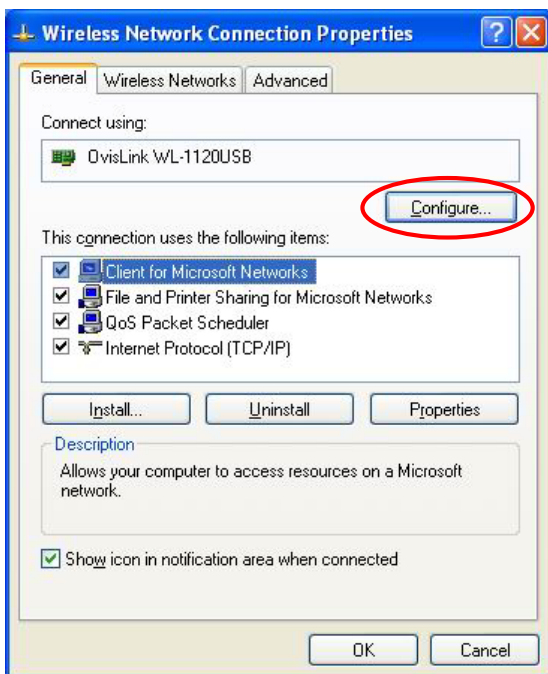 Wireless Network Connection Properties
General Wireless Networks Advanced
Connect using:
OvisLink WL-1120USB
Configure...
This connection uses the following items:
Client for Microsoft Networks
File and Printer Sharing for Microsoft Networks
QoS Packet Scheduler
Internet Protocol (TCP/IP)
Install... Uninstall Properties
Description
Allows your computer to access resources on a Microsoft
network.
Show icon in notification area when connected
OK Cancel